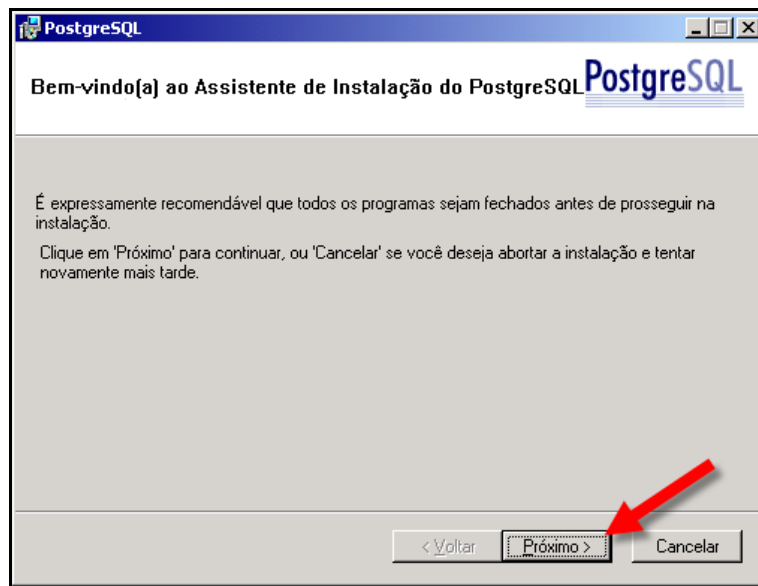 PostgreSQL
Bem-vindo(a) ao Assistente de Instalação do PostgreSQL
PostgreSQL
É expressamente recomendável que todos os programas sejam fechados antes de prosseguir na
instalação.
Clique em 'Próximo' para continuar, ou 'Cancelar' se você deseja abortar a instalação e tentar
novamente mais tarde.
< Voltar
Próximo >
Cancelar